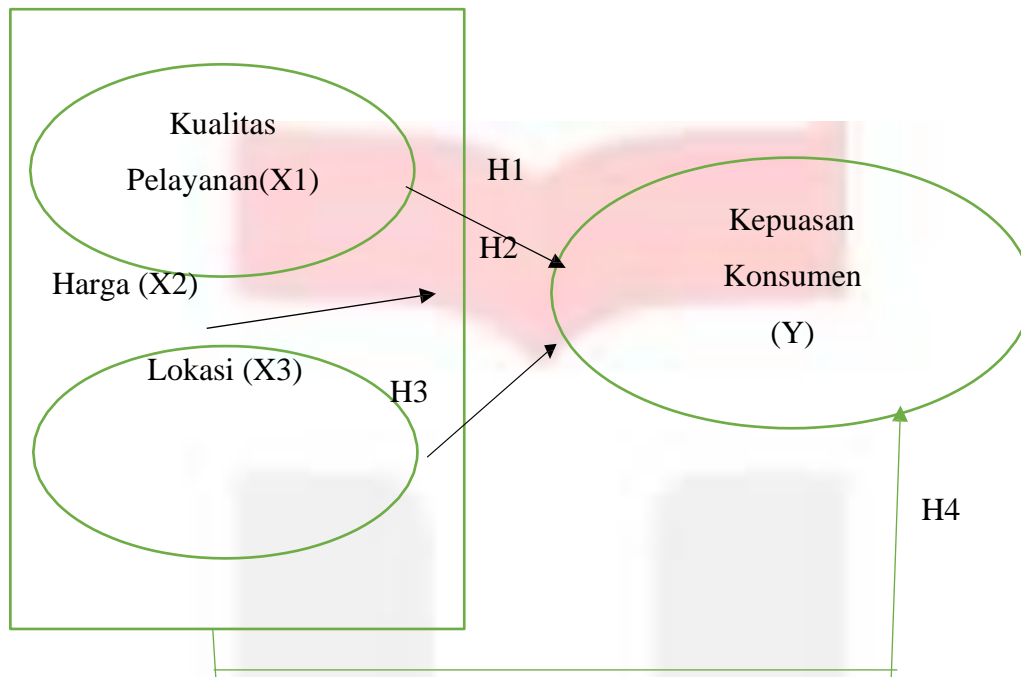 Kualitas
Pelayanan(X1)
H1
Kepuasan
Konsumen
(Y)
H2
Harga (X2)
Lokasi (X3)
H3
H4